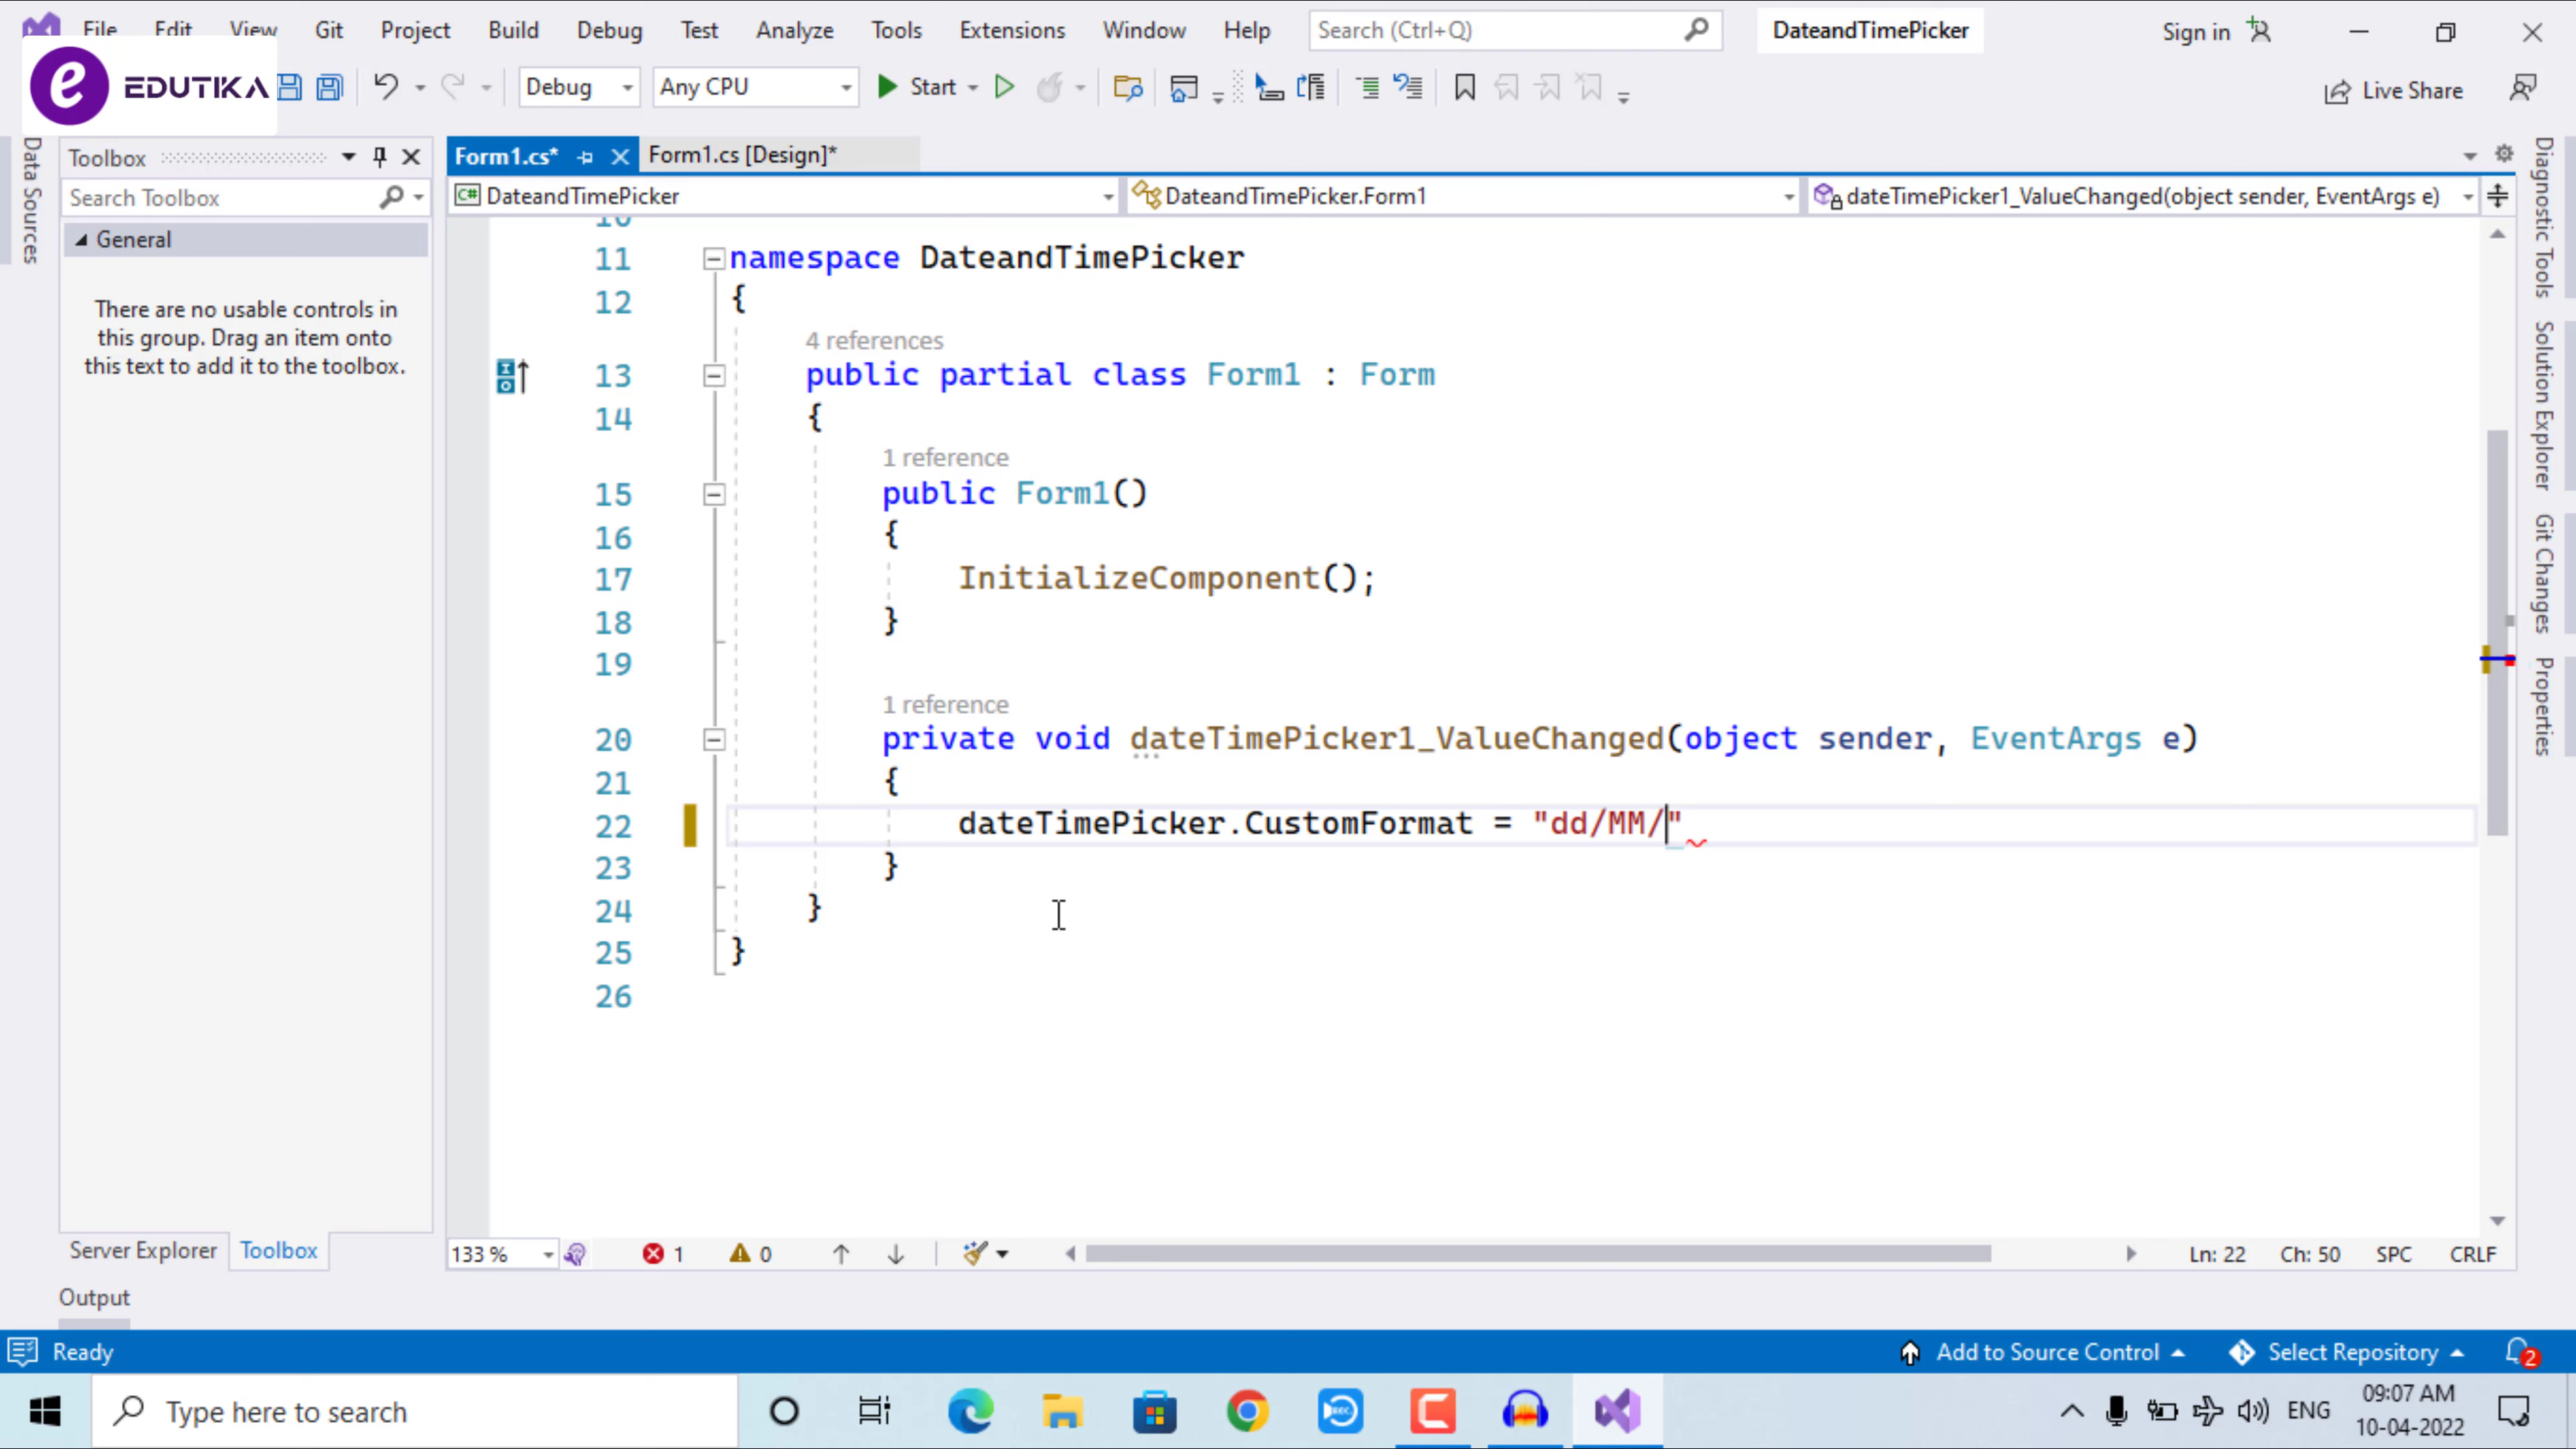 File Edit View Git Project Build Debug Test Analyze Tools Extensions Window Help Search (Ctrl+Q) DateandTimePicker Sign in
e EDUTIKA Debug Any CPU Start Live Share
Data Sources
Toolbox
Search Toolbox
General
There are no usable controls in
this group. Drag an item onto
this text to add it to the toolbox.
Server Explorer Toolbox
Form1.cs* Form1.cs [Design]*
C# DateandTimePicker DateandTimePicker.Form1 dateTimePicker1_ValueChanged(object sender, EventArgs e)
10
11 namespace DateandTimePicker
12 {
4 references
13 public partial class Form1 : Form
14 {
1 reference
15 public Form1()
16 {
17 InitializeComponent();
18 }
19
1 reference
20 private void dateTimePicker1_ValueChanged(object sender, EventArgs e)
21 {
22 dateTimePicker.CustomFormat = "dd/MM/"
23 }
24 }
25 }
26
133 % 1 0 Ln: 22 Ch: 50 SPC CRLF
Diagnostic Tools
Solution Explorer
Git Changes
Properties
Output
Ready Add to Source Control Select Repository 2
Type here to search REC ENG 09:07 AM
10-04-2022